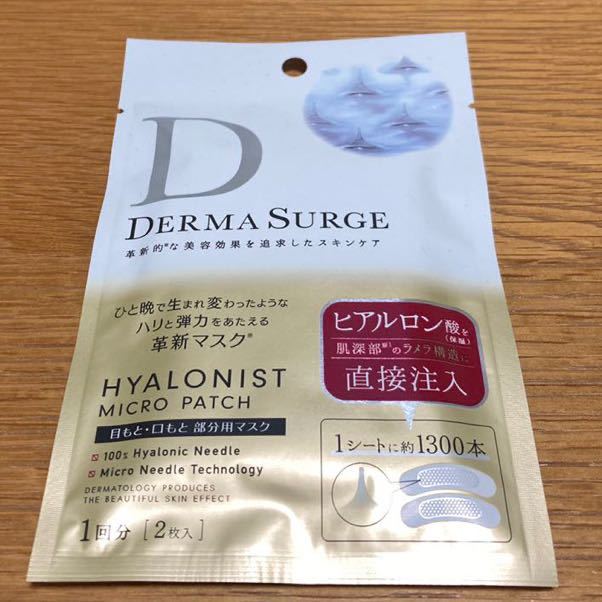 D
DERMA SURGE
革新的※な美容効果を追求したスキンケア
ひと晩で生まれ変わったような
ハリと弾力をあたえる
革新マスク※
ヒアルロン酸を
(保湿)
肌深部※1のラメラ構造に
直接注入
HYALONIST
MICRO PATCH
目もと・口もと 部分用マスク
100% Hyalonic Needle
Micro Needle Technology
DERMATOLOGY PRODUCES
THE BEAUTIFUL SKIN EFFECT
1回分 [2枚入]
1シートに約1300本